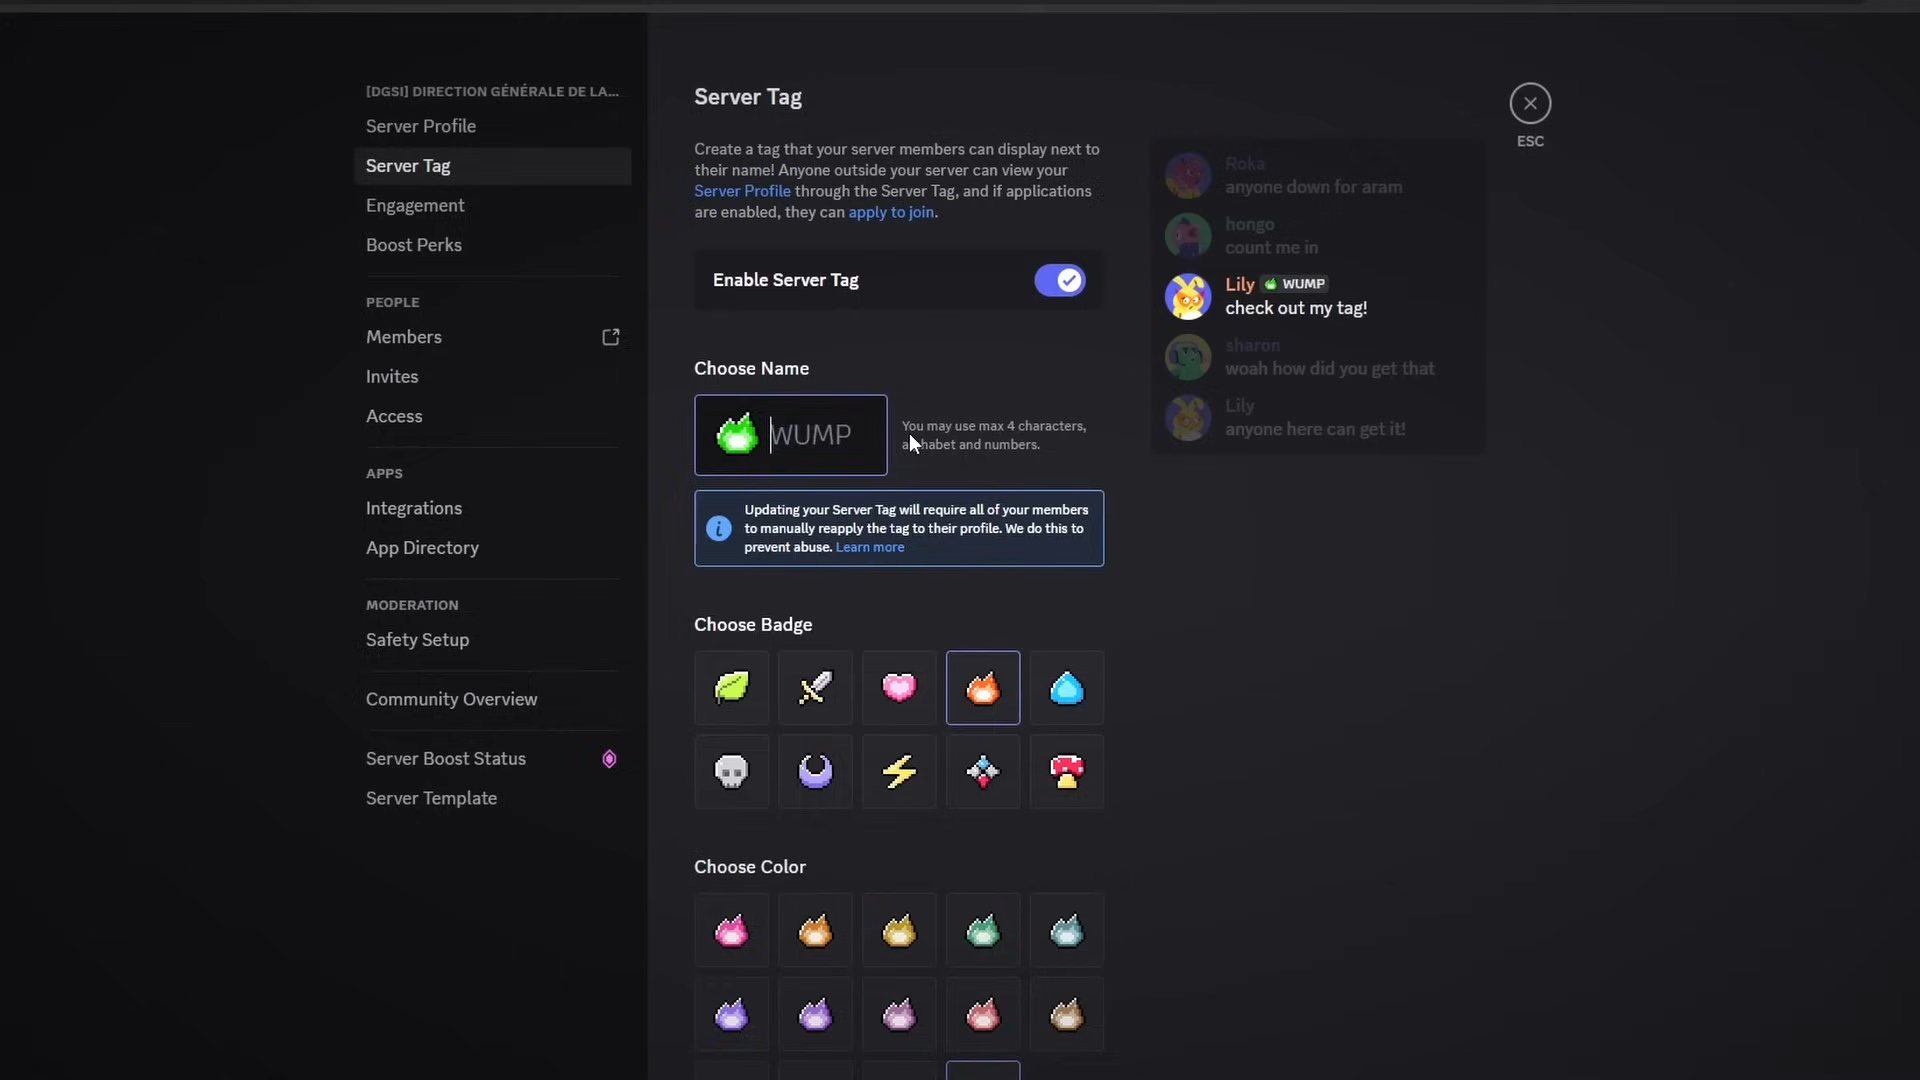 [DGSI] DIRECTION GÉNÉRALE DE LA...
Server Profile
Server Tag
Engagement
Boost Perks
PEOPLE
Members
Invites
Access
APPS
Integrations
App Directory
MODERATION
Safety Setup
Community Overview
Server Boost Status
Server Template
Server Tag
Create a tag that your server members can display next to
their name! Anyone outside your server can view your
Server Profile through the Server Tag, and if applications
are enabled, they can apply to join.
Enable Server Tag
Choose Name
WUMP
You may use max 4 characters,
alphabet and numbers.
Updating your Server Tag will require all of your members
to manually reapply the tag to their profile. We do this to
prevent abuse. Learn more
Choose Badge
Choose Color
Roka
anyone down for aram
hongo
count me in
Lily WUMP
check out my tag!
sharon
woah how did you get that
Lily
anyone here can get it!
ESC